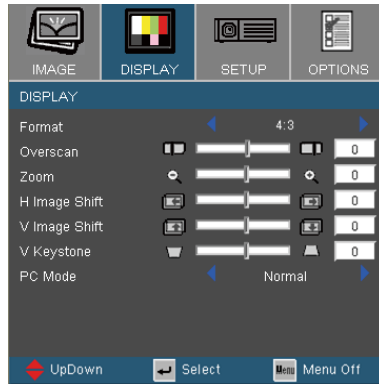 IMAGE DISPLAY SETUP OPTIONS
DISPLAY
Format 4:3
Overscan 0
Zoom 0
H Image Shift 0
V Image Shift 0
V Keystone 0
PC Mode Normal
UpDown Select Menu Menu Off